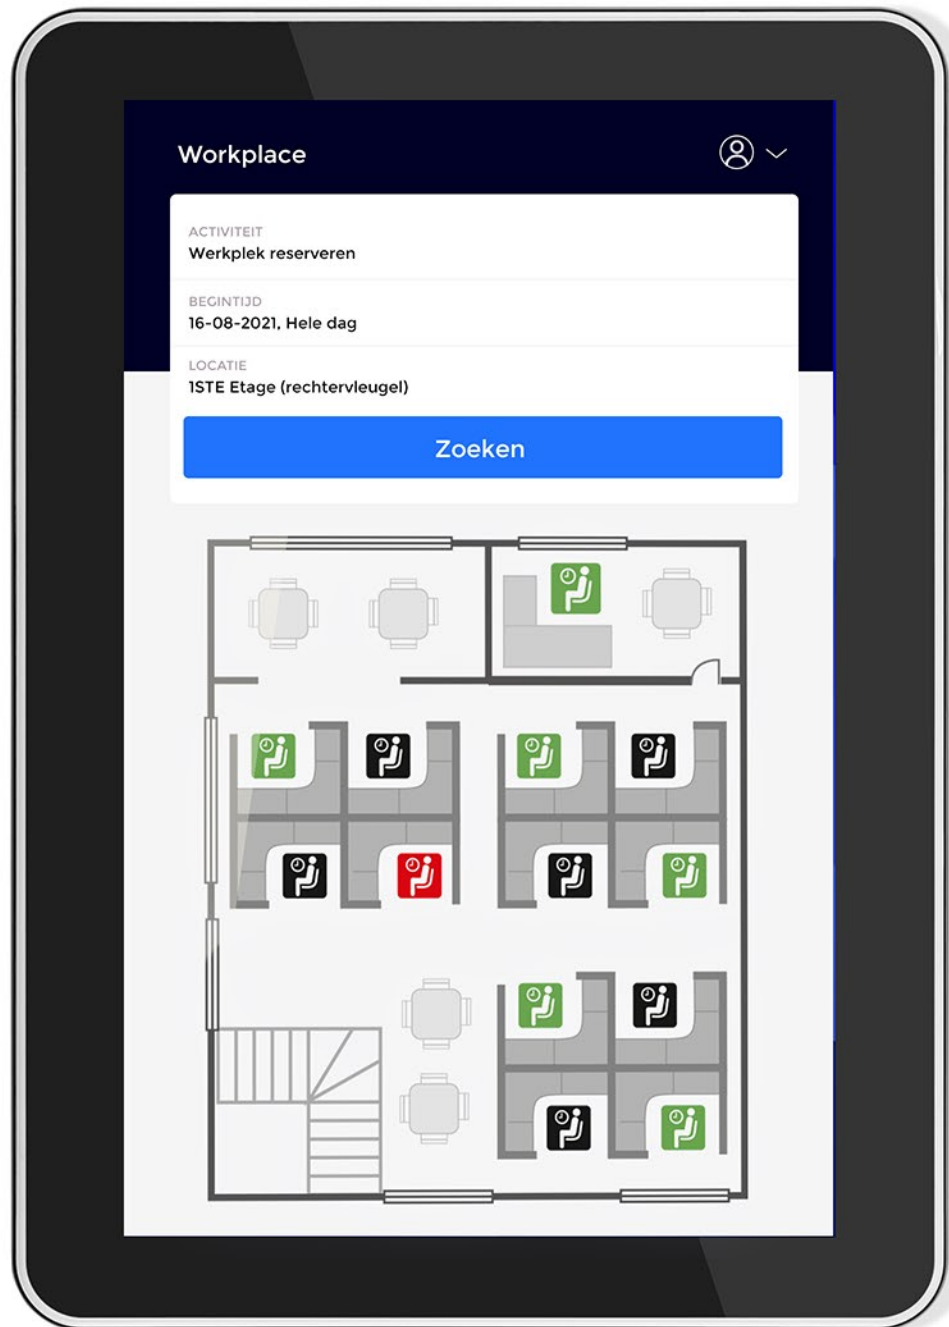 Workplace
ACTIVITEIT
Werkplek reserveren
BEGINTIJD
16-08-2021, Hele dag
LOCATIE
1STE Etage (rechtervleugel)
Zoeken